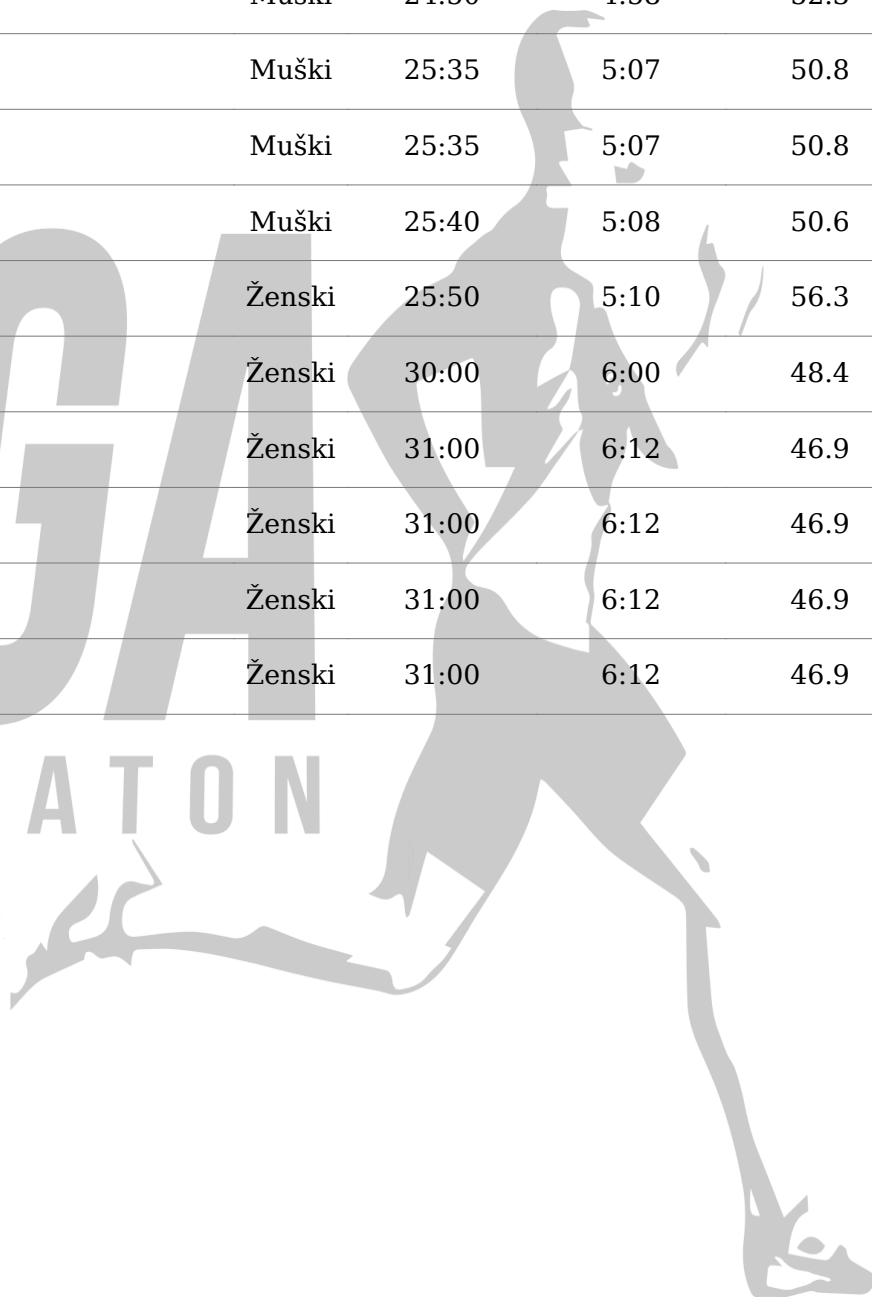 Muški 25:35 5:07 50.8
Muški 25:35 5:07 50.8
Muški 25:40 5:08 50.6
Ženski 25:50 5:10 56.3
Ženski 30:00 6:00 48.4
Ženski 31:00 6:12 46.9
Ženski 31:00 6:12 46.9
Ženski 31:00 6:12 46.9
Ženski 31:00 6:12 46.9
GA
ATON